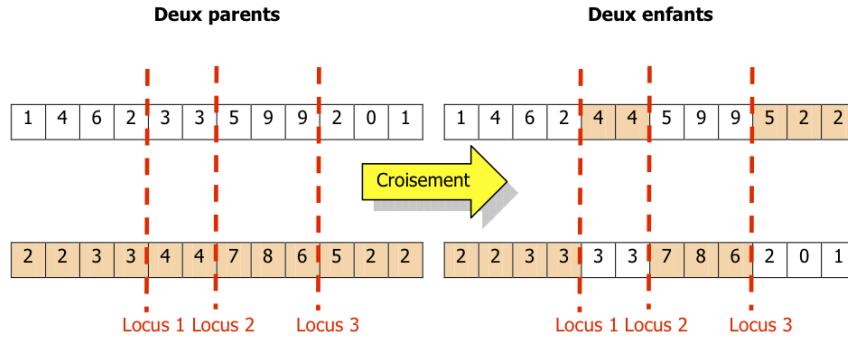 Deux parents Deux enfants
1 4 6 2 3 3 5 9 9 2 0 1 1 4 6 2 4 4 5 9 9 5 2 2
Croisement
2 2 3 3 4 4 7 8 6 5 2 2 2 2 3 3 3 3 7 8 6 2 0 1
Locus 1 Locus 2 Locus 3 Locus 1 Locus 2 Locus 3